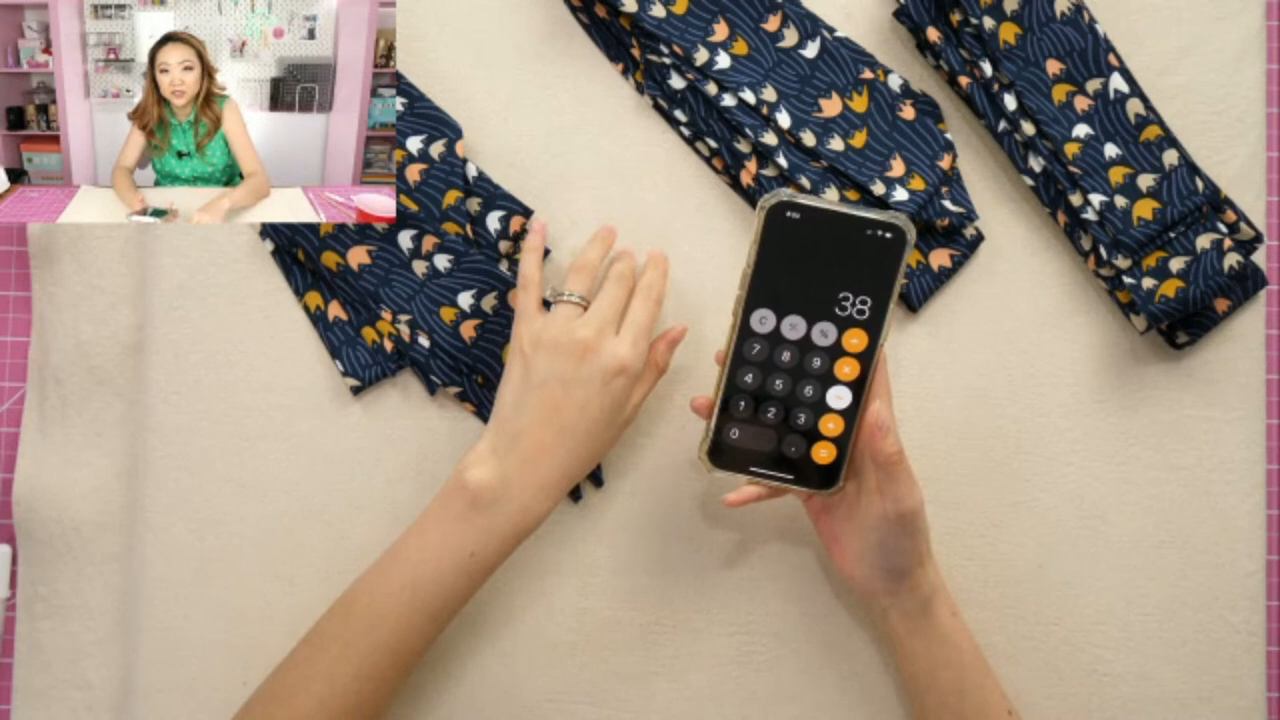 38
C % 
7 8 9 ×
4 5 6 −
1 2 3 +
0 . =